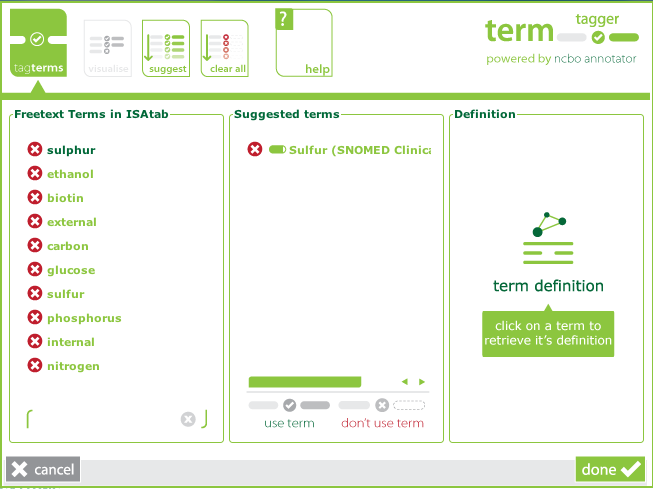 term tagger
powered by ncbo annotator
tagterms
visualise
suggest
clear all
?
help
Freetext Terms in ISAtab
sulphur
ethanol
biotin
external
carbon
glucose
sulfur
phosphorus
internal
nitrogen
Suggested terms
Sulfur (SNOMED Clinica
use term
don't use term
Definition
term definition
click on a term to
retrieve it's definition
cancel
done